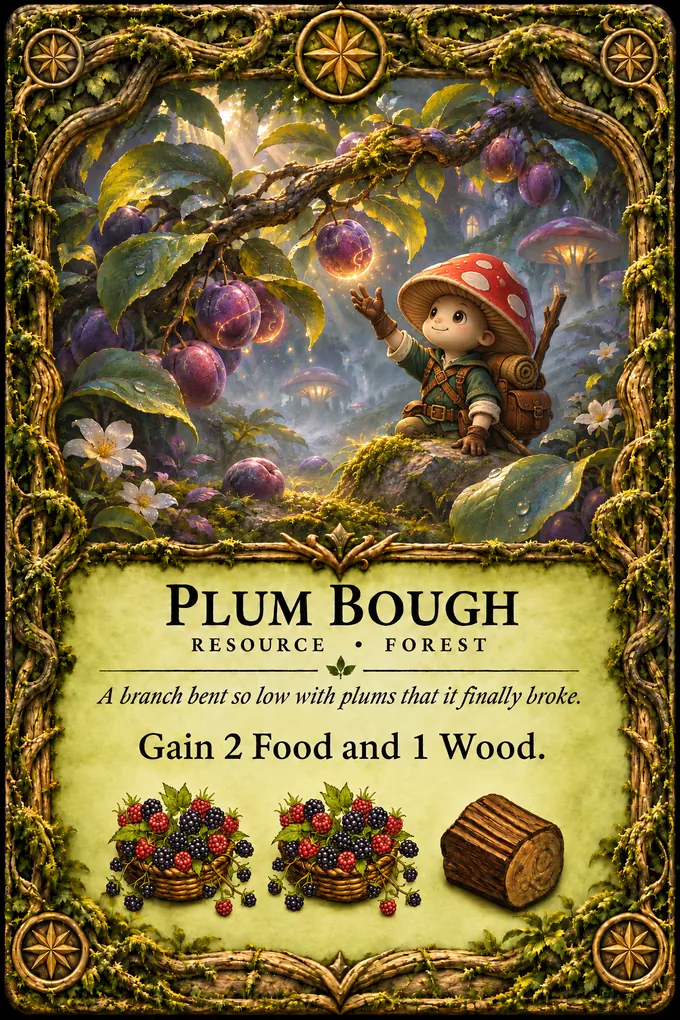 PLUM BOUGH
RESOURCE • FOREST
A branch bent so low with plums that it finally broke.
Gain 2 Food and 1 Wood.